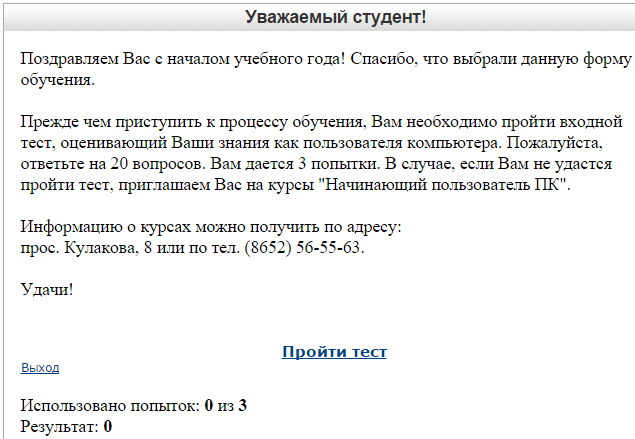 Уважаемый студент!
Поздравляем Вас с началом учебного года! Спасибо, что выбрали данную форму
обучения.
Прежде чем приступить к процессу обучения, Вам необходимо пройти входной
тест, оценивающий Ваши знания как пользователя компьютера. Пожалуйста,
ответьте на 20 вопросов. Вам дается 3 попытки. В случае, если Вам не удастся
пройти тест, приглашаем Вас на курсы "Начинающий пользователь ПК".
Информацию о курсах можно получить по адресу:
прос. Кулакова, 8 или по тел. (8652) 56-55-63.
Удачи!
Пройти тест
Выход
Использовано попыток: 0 из 3
Результат: 0